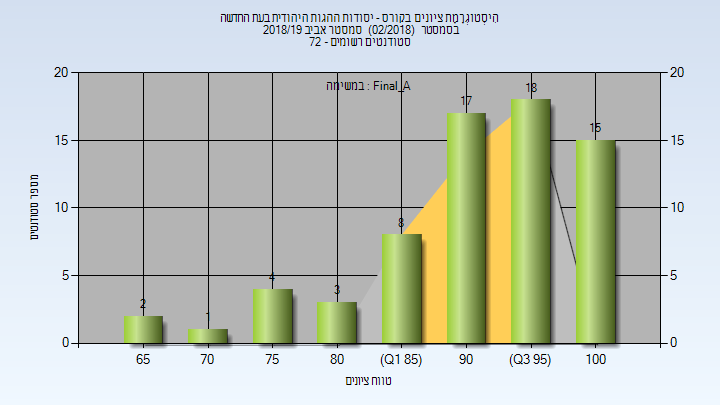 היסטוגרמת ציונים בקורס - יסודות ההגות היהודית בעת החדשה
בסמסטר (02/2018) סמסטר אביב 2018/19
סטודנטים רשומים - 72
במשימה : Final_A
20 20
15 15
10 10
5 5
0 0
2 1 4 3 8 17 18 15
מספר סטודנטים
65 70 75 80 (Q1 85) 90 (Q3 95) 100
טווח ציונים